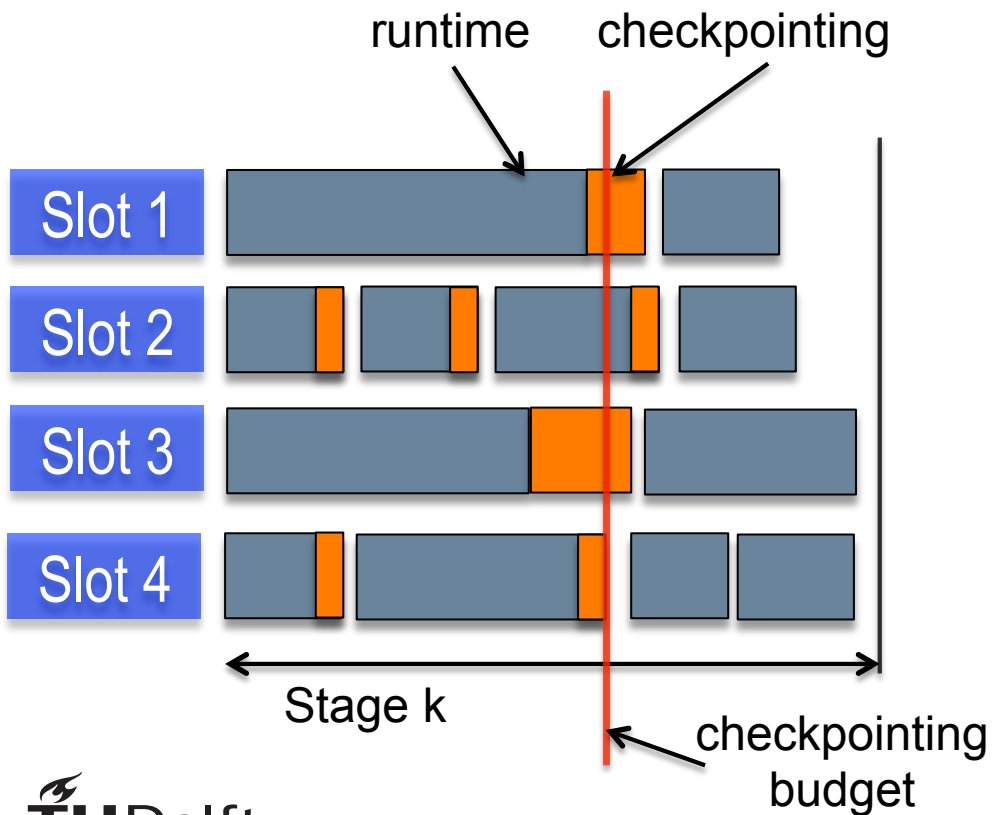 runtime
checkpointing
Slot 1
Slot 2
Slot 3
Slot 4
Stage k
checkpointing
budget